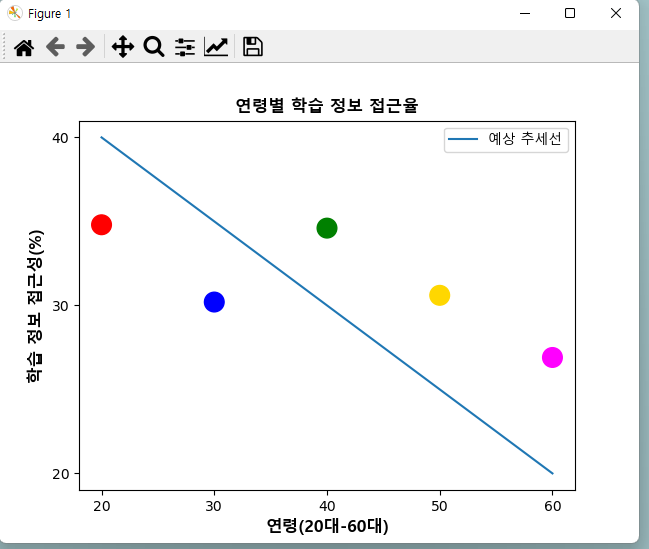 Figure 1
연령별 학습 정보 접근율
예상 추세선
학습 정보 접근성(%)
40
30
20
20 30 40 50 60
연령(20대-60대)